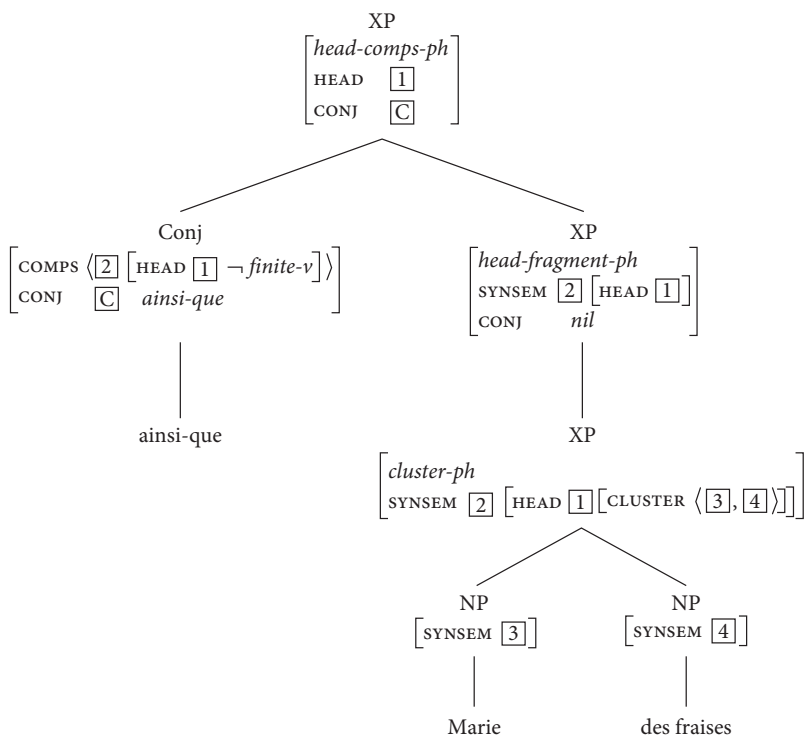 XP
head-comps-ph
HEAD 1
CONJ C
Conj
COMPS ⟨2 [HEAD 1 ¬ finite-v]⟩
CONJ C ainsi-que
XP
head-fragment-ph
SYNSEM 2 [HEAD 1]
CONJ nil
ainsi-que
XP
cluster-ph
SYNSEM 2 [HEAD 1 [CLUSTER ⟨3, 4⟩]]
NP
[SYNSEM 3]
NP
[SYNSEM 4]
Marie
des fraises